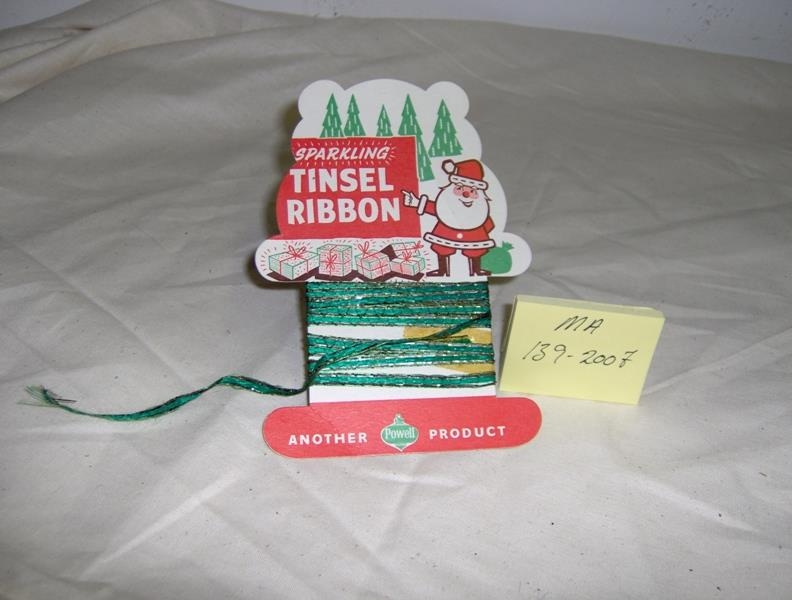 SPARKLING
TINSEL
RIBBON
MA
139-2007
ANOTHER Powell PRODUCT